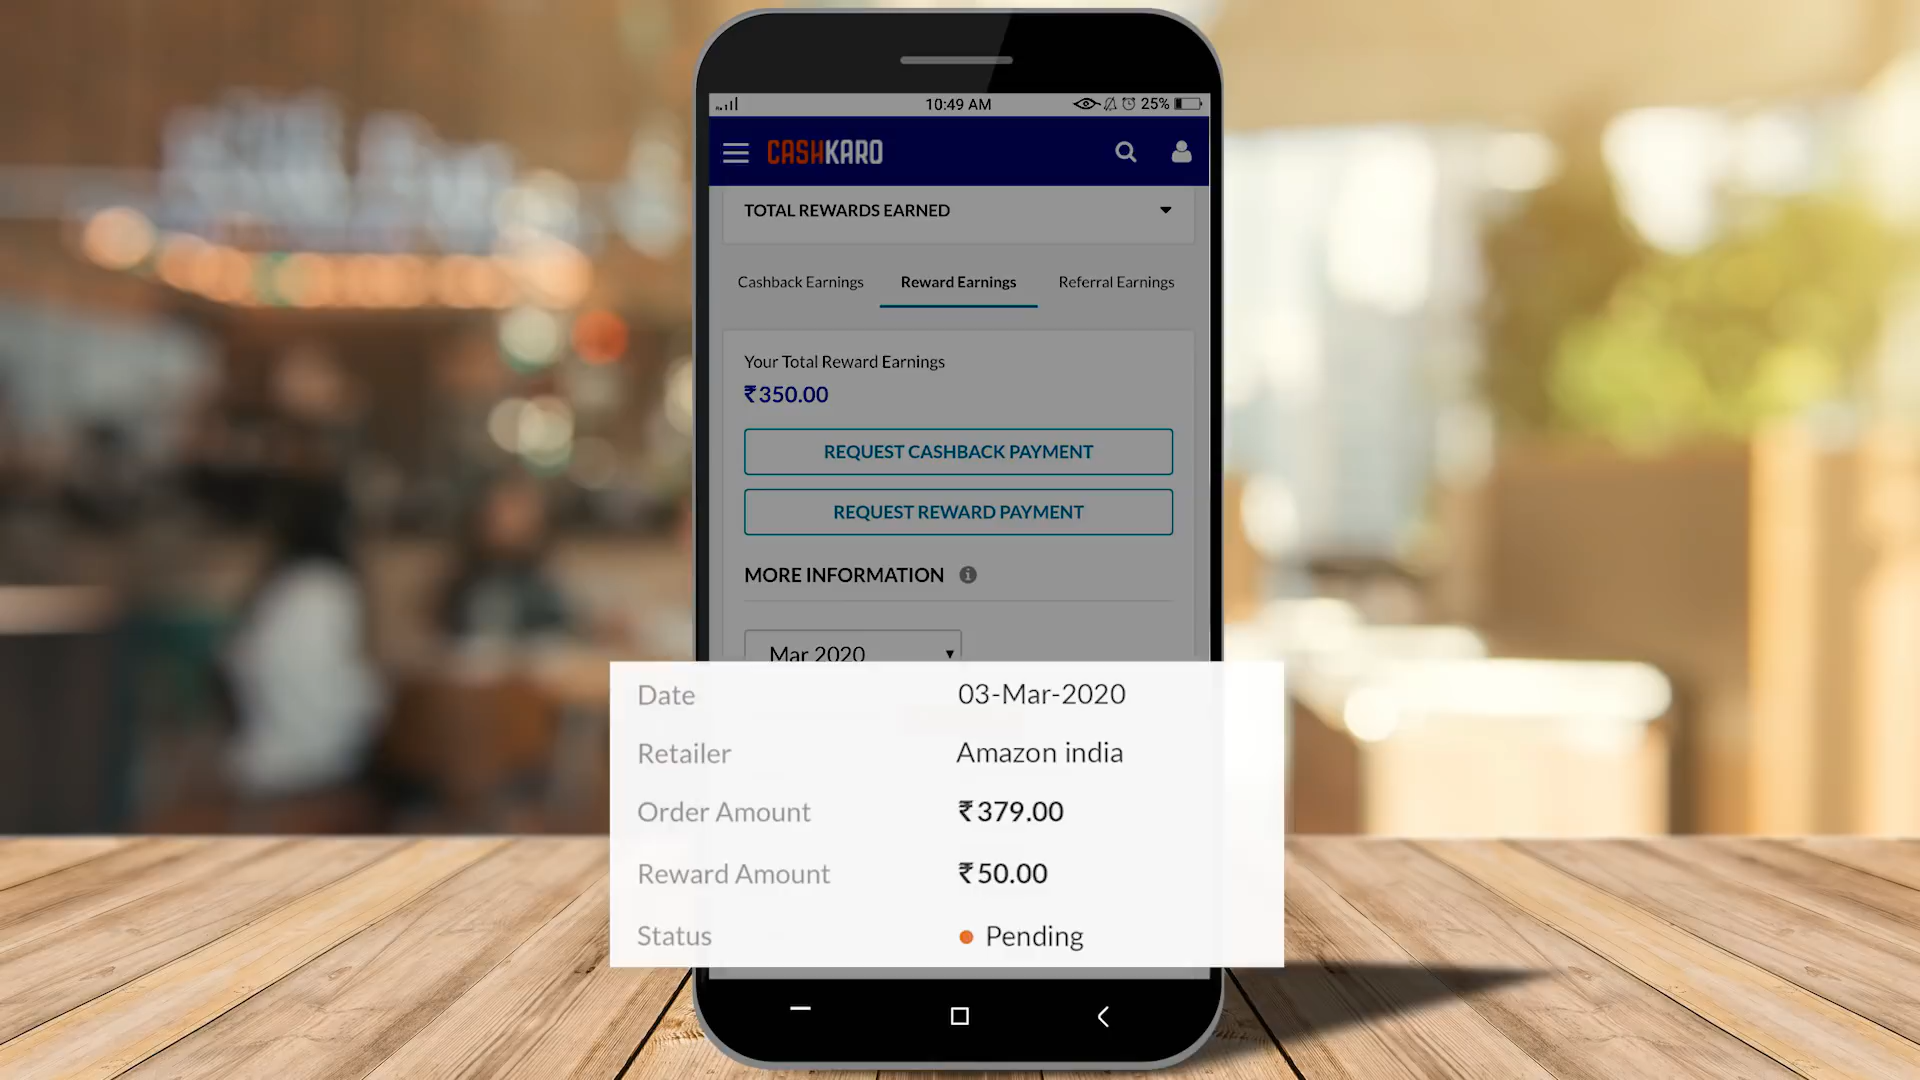 10:49 AM 25%
CASHKARO
TOTAL REWARDS EARNED
Cashback Earnings Reward Earnings Referral Earnings
Your Total Reward Earnings
₹350.00
REQUEST CASHBACK PAYMENT
REQUEST REWARD PAYMENT
MORE INFORMATION
Mar 2020
Date 03-Mar-2020
Retailer Amazon india
Order Amount ₹379.00
Reward Amount ₹50.00
Status Pending